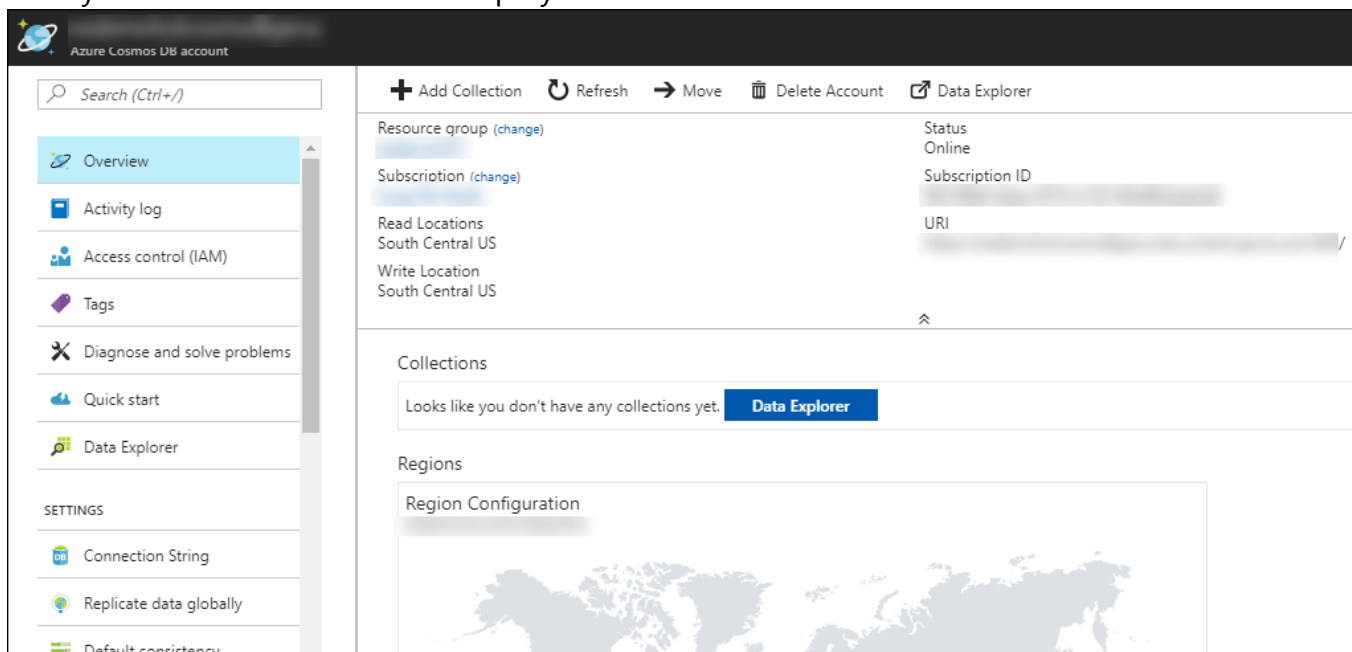 Azure Cosmos DB account
Search (Ctrl+/)
Add Collection Refresh Move Delete Account Data Explorer
Resource group (change)
Status
Online
Subscription (change)
Subscription ID
Read Locations
South Central US
URI
/
Write Location
South Central US
Overview
Activity log
Access control (IAM)
Tags
Diagnose and solve problems
Quick start
Data Explorer
SETTINGS
Connection String
Replicate data globally
Default consistency
Collections
Looks like you don't have any collections yet. Data Explorer
Regions
Region Configuration